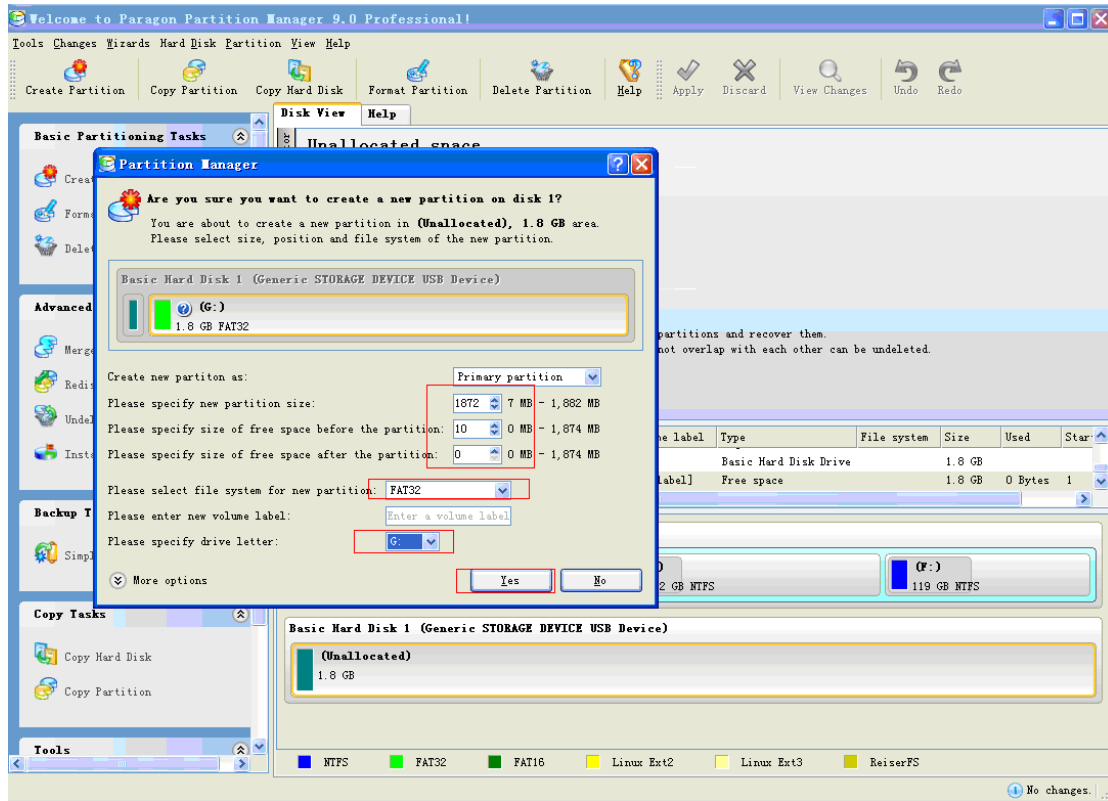 Welcome to Paragon Partition Manager 9.0 Professional!
Tools Changes Wizards Hard Disk Partition View Help
Create Partition Copy Partition Copy Hard Disk Format Partition Delete Partition Help Apply Discard View Changes Undo Redo
Disk View Help
Basic Partitioning Tasks
Unallocated space
Partition Manager
Are you sure you want to create a new partition on disk 1?
You are about to create a new partition in (Unallocated), 1.8 GB area.
Please select size, position and file system of the new partition.
Basic Hard Disk 1 (Generic STORAGE DEVICE USB Device)
(G:)
1.8 GB FAT32
Create new partiton as: Primary partition
Please specify new partition size: 1872 7 MB - 1,882 MB
Please specify size of free space before the partition: 10 0 MB - 1,874 MB
Please specify size of free space after the partition: 0 0 MB - 1,874 MB
Please select file system for new partition: FAT32
Please enter new volume label: Enter a volume label
Please specify drive letter: G:
More options Yes No
Advanced
partitions and recover them.
not overlap with each other can be undeleted.
label Type File system Size Used Star
Basic Hard Disk Drive 1.8 GB
label] Free space 1.8 GB 0 Bytes 1
Backup T
(F:)
2 GB NTFS 119 GB NTFS
Copy Tasks
Copy Hard Disk
Copy Partition
Basic Hard Disk 1 (Generic STORAGE DEVICE USB Device)
(Unallocated)
1.8 GB
Tools
NTFS FAT32 FAT16 Linux Ext2 Linux Ext3 ReiserFS
No changes.